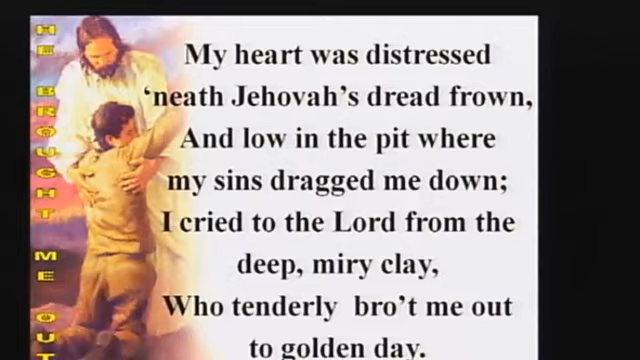 HE BROUGHT ME OUT
My heart was distressed
‘neath Jehovah’s dread frown,
And low in the pit where
my sins dragged me down;
I cried to the Lord from the
deep, miry clay,
Who tenderly bro’t me out
to golden day.